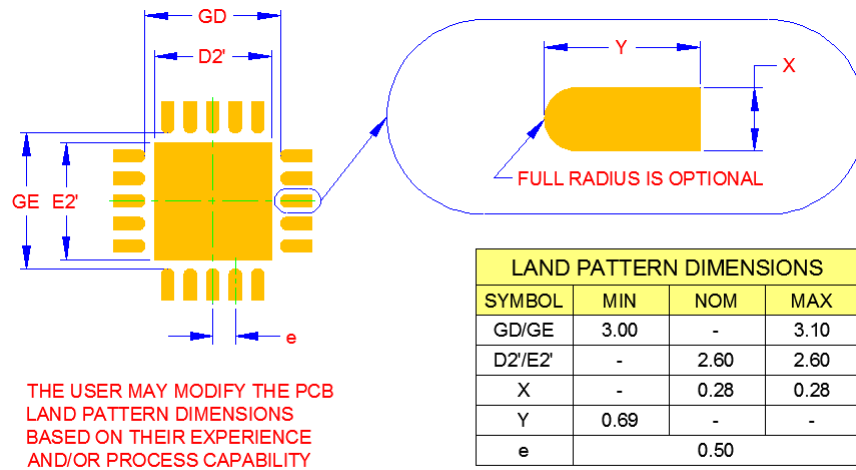 GD
D2'
GE E2'
e
Y
X
FULL RADIUS IS OPTIONAL
THE USER MAY MODIFY THE PCB
LAND PATTERN DIMENSIONS
BASED ON THEIR EXPERIENCE
AND/OR PROCESS CAPABILITY
LAND PATTERN DIMENSIONS
SYMBOL MIN NOM MAX
GD/GE 3.00 - 3.10
D2'/E2' - 2.60 2.60
X - 0.28 0.28
Y 0.69 - -
e 0.50